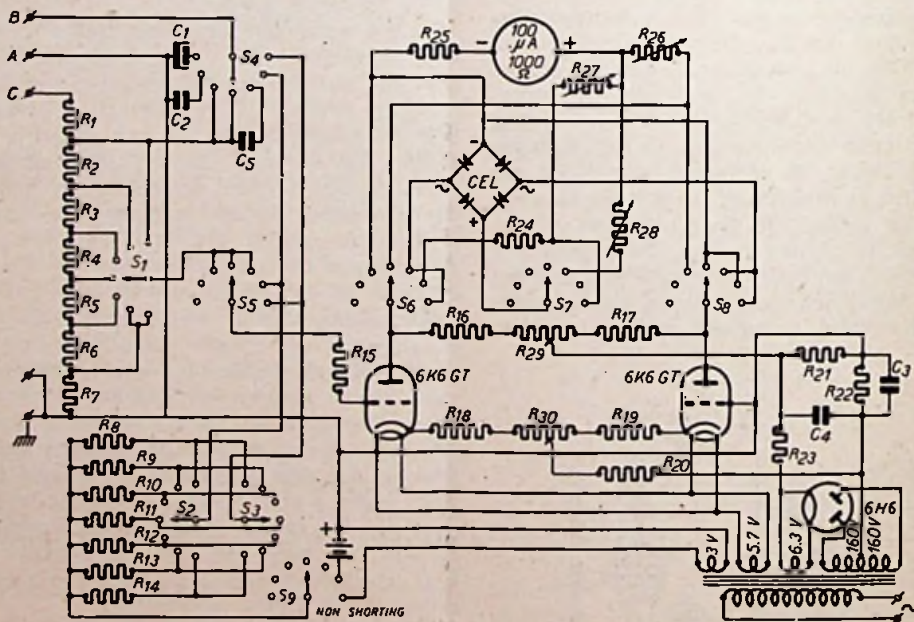 B
A
C
C1
C2
C5
S4
R1
R2
R3
R4
R5
R6
R7
S1
S5
R25
-
100
µA
1000
Ω
+
R26
R27
-
CEL
~
~
+
R24
R28
S6
S7
S8
R16
R29
R17
R15
6K6 GT
6K6 GT
R21
R22
C3
C4
R23
R18
R30
R19
R20
6H6
R8
R9
R10
R11
R12
R13
R14
S2
S3
S9
+
NON SHORTING
3 V
5.7 V
6.3 V
160V
160V
~